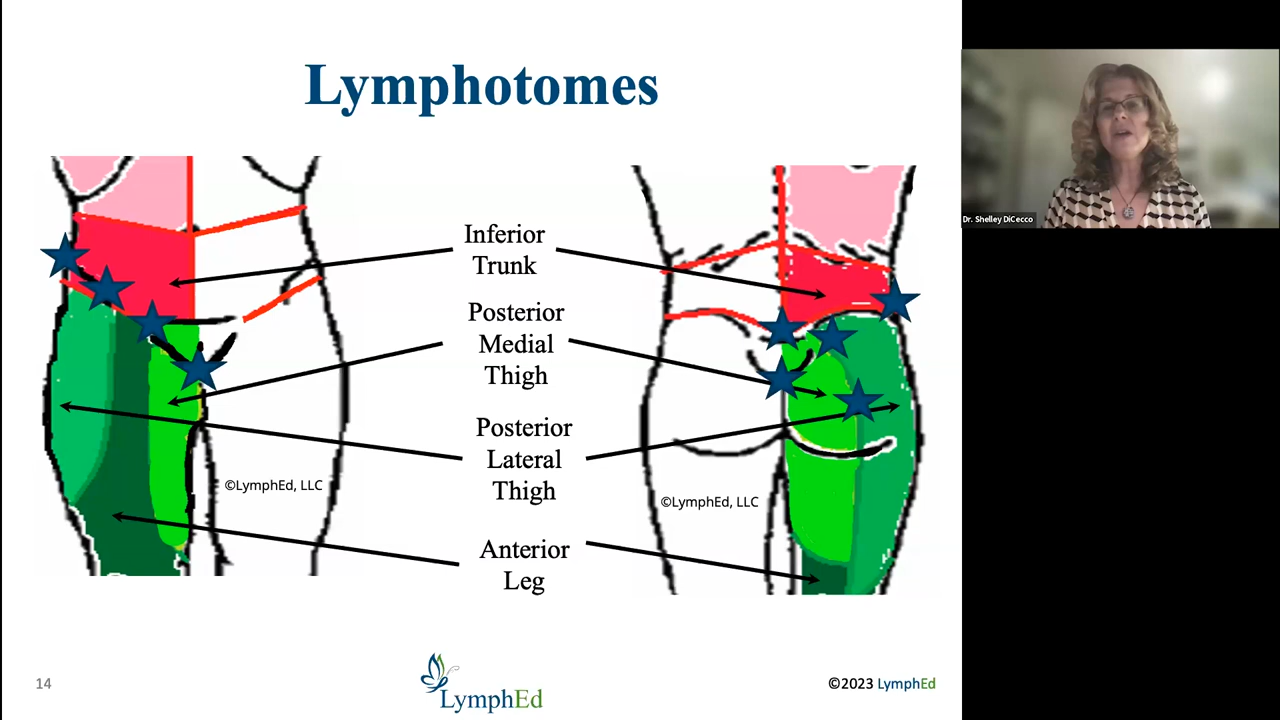 Lymphotomes
Inferior
Trunk
Posterior
Medial
Thigh
Posterior
Lateral
Thigh
Anterior
Leg
©LymphEd, LLC
©LymphEd, LLC
14
LymphEd
©2023 LymphEd
Dr. Shelley DiCecco